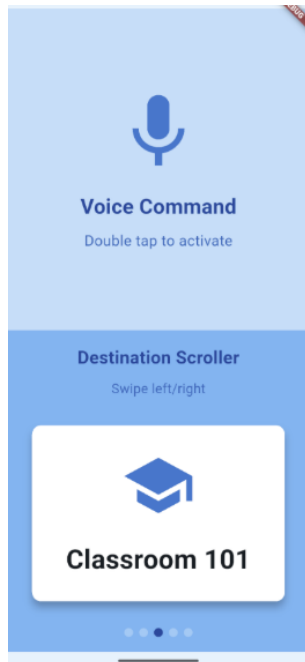 Voice Command
Double tap to activate
Destination Scroller
Swipe left/right
Classroom 101